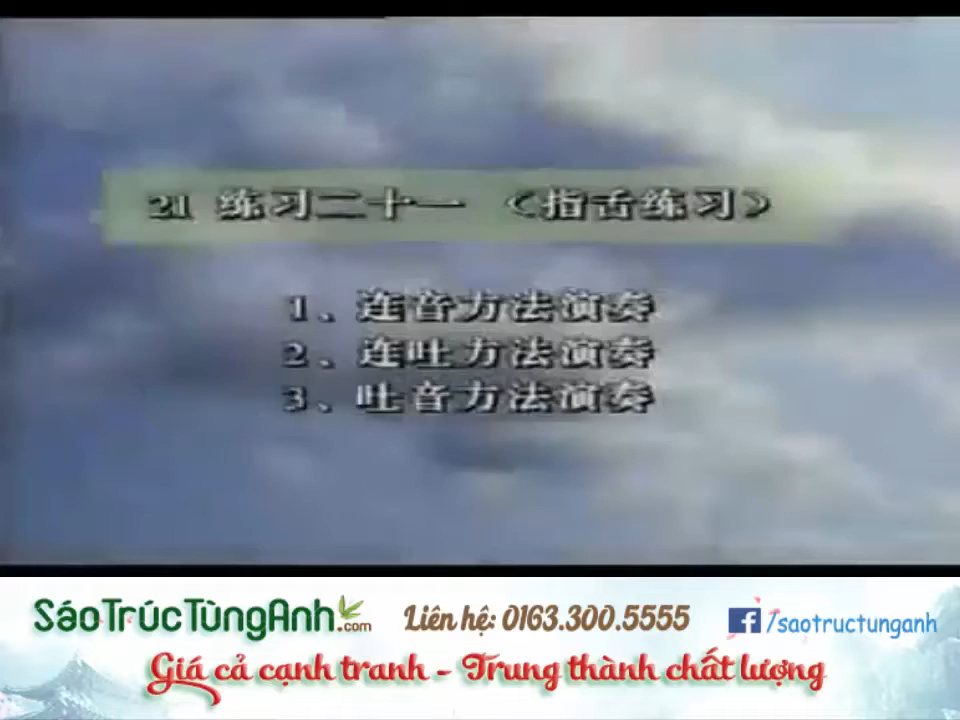 21 练习二十一 《指舌练习》
1、连音方法演奏
2、连吐方法演奏
3、吐音方法演奏
SáoTrúcTùngAnh.com Liên hệ: 0163.300.5555 /saotructunganh
Giá cả cạnh tranh - Trung thành chất lượng